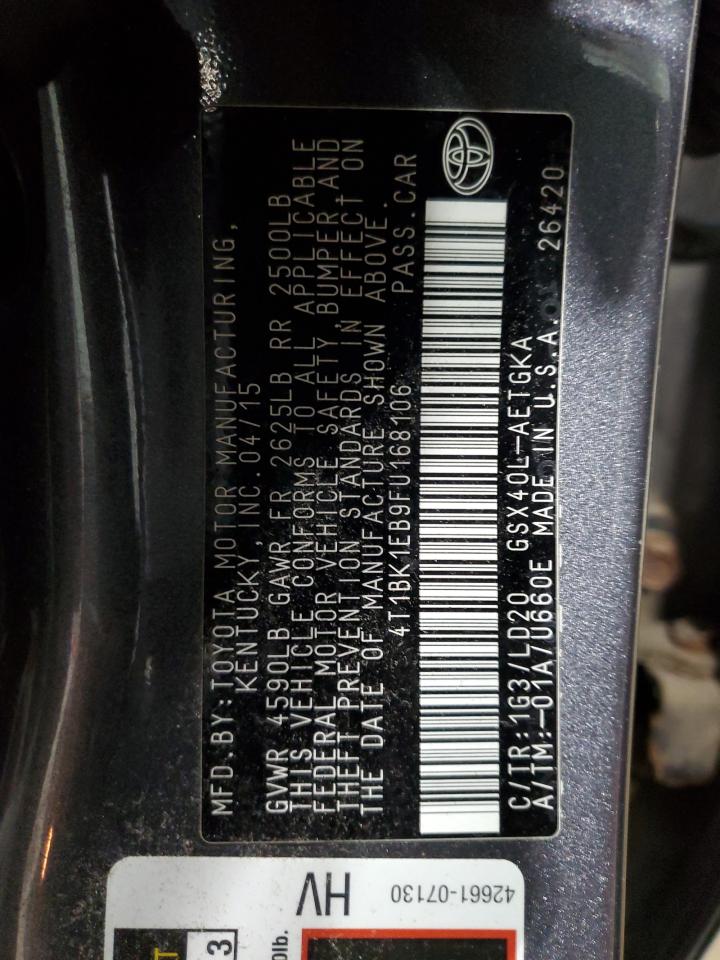 MFD.BY:TOYOTA MOTOR MANUFACTURING,
KENTUCKY, INC.04/15
GVWR 4590LB GAWR FR 2625LB RR 2500LB
THIS VEHICLE CONFORMS TO ALL APPLICABLE
FEDERAL MOTOR VEHICLE SAFETY, BUMPER, AND
THEFT PREVENTION STANDARDS IN EFFECT ON
THE DATE OF MANUFACTURE SHOWN ABOVE.
4T1BK1EB9FU168106 PASS.CAR
C/TR:1G3/LD20 GSX40L-AETGKA
A/TM:-01A/U660E MADE IN U.S.A. 26420
42661-07130
HV
3
0lb.